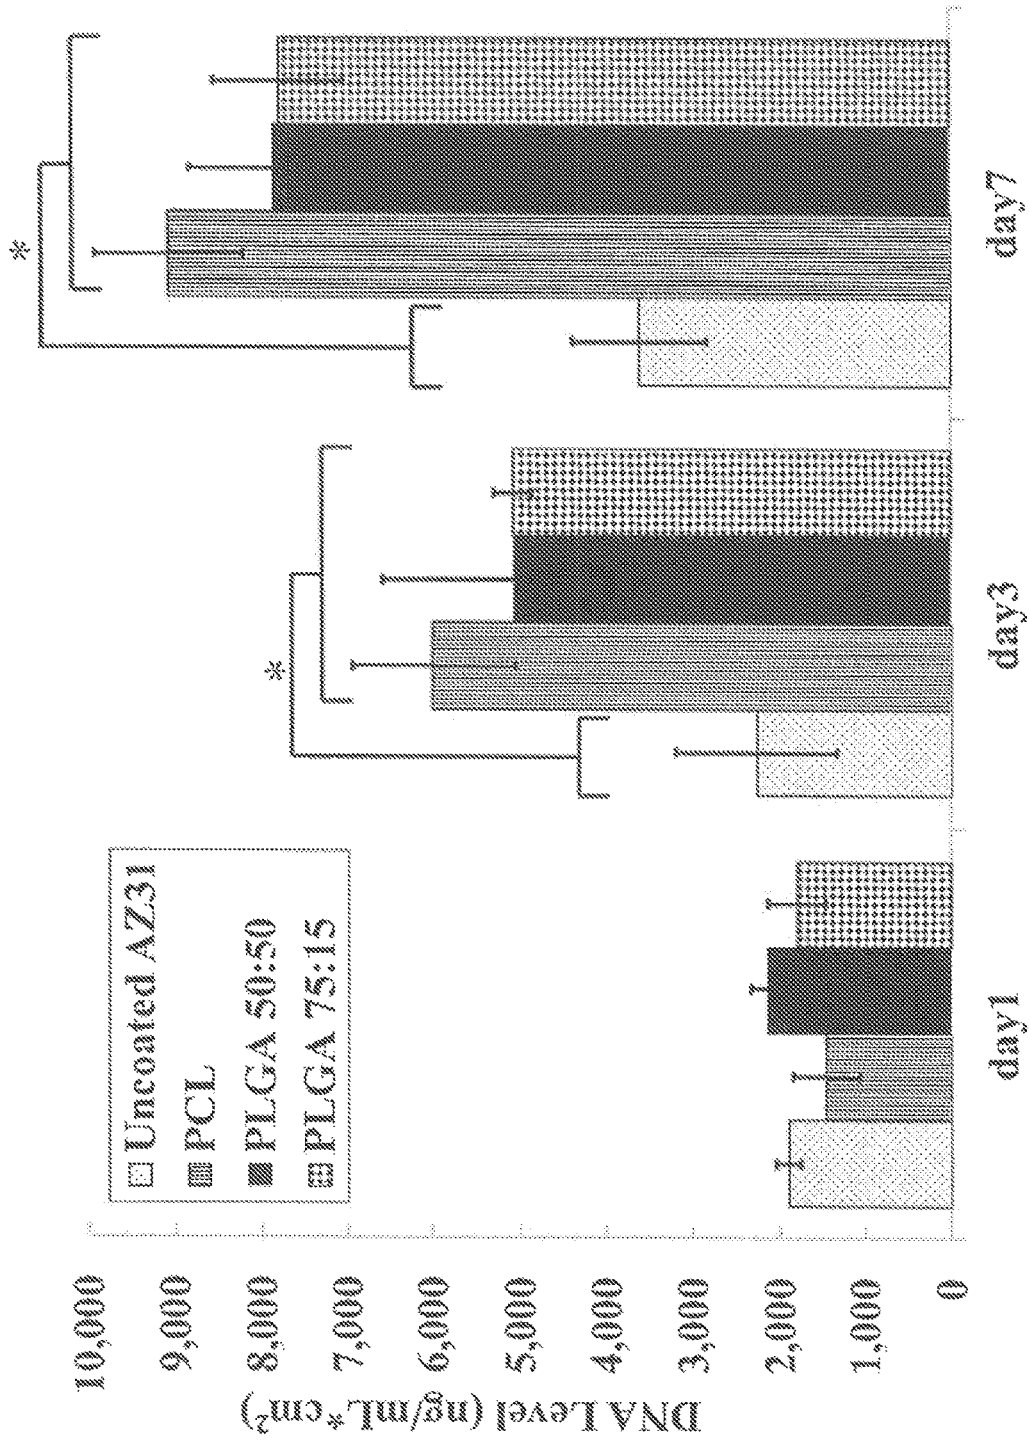 DNA Level (ng/mL*cm²)
10,000
9,000
8,000
7,000
6,000
5,000
4,000
3,000
2,000
1,000
0
Uncoated AZ31
PCL
PLGA 50:50
PLGA 75:15
*
*
day1
day3
day7